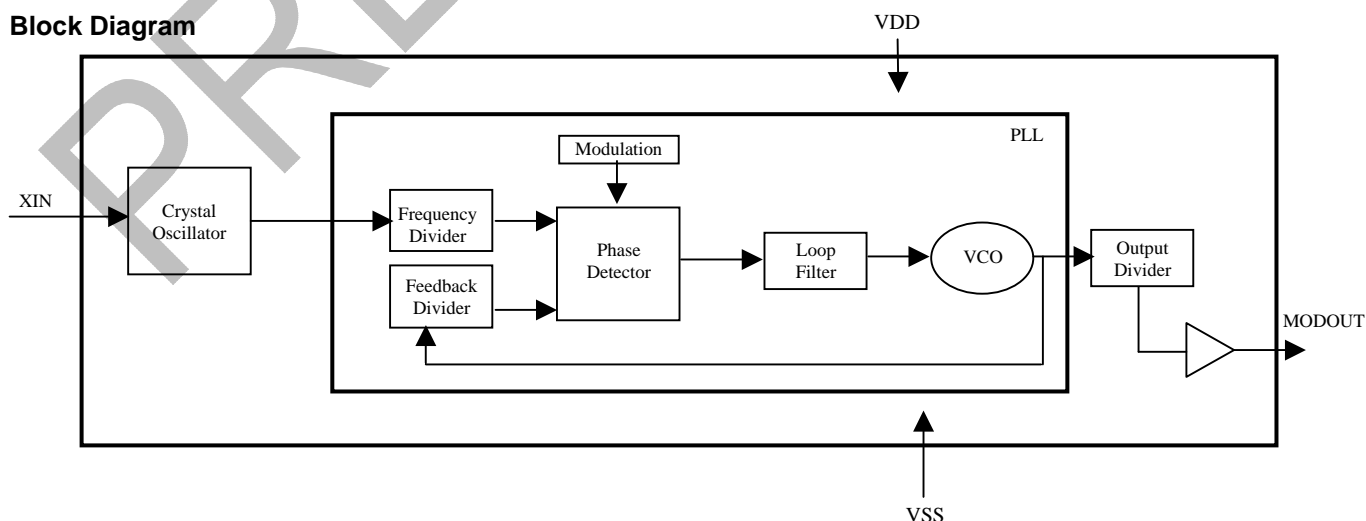 Block Diagram
VDD
PLL
Modulation
XIN
Crystal
Oscillator
Frequency
Divider
Phase
Detector
Loop
Filter
VCO
Output
Divider
Feedback
Divider
MODOUT
VSS